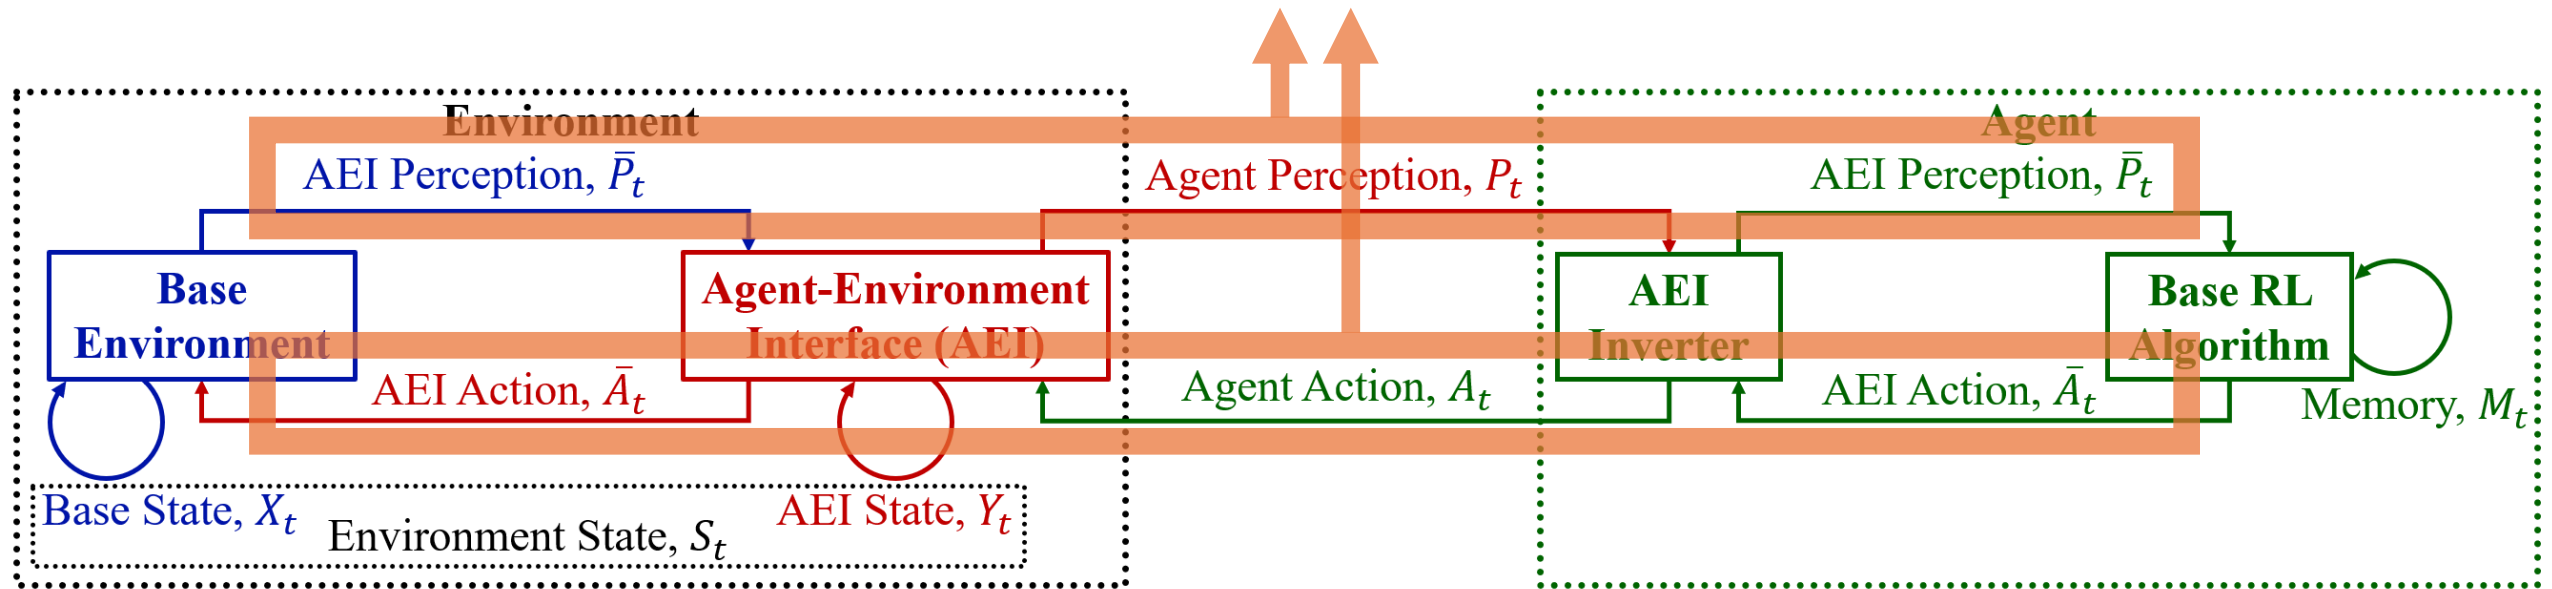 Environment
Agent
AEI Perception, P̄ₜ
Agent Perception, Pₜ
AEI Perception, P̄ₜ
Base
Environment
Agent-Environment
Interface (AEI)
AEI
Inverter
Base RL
Algorithm
AEI Action, Āₜ
Agent Action, Aₜ
AEI Action, Āₜ
Memory, Mₜ
Base State, Xₜ
AEI State, Yₜ
Environment State, Sₜ